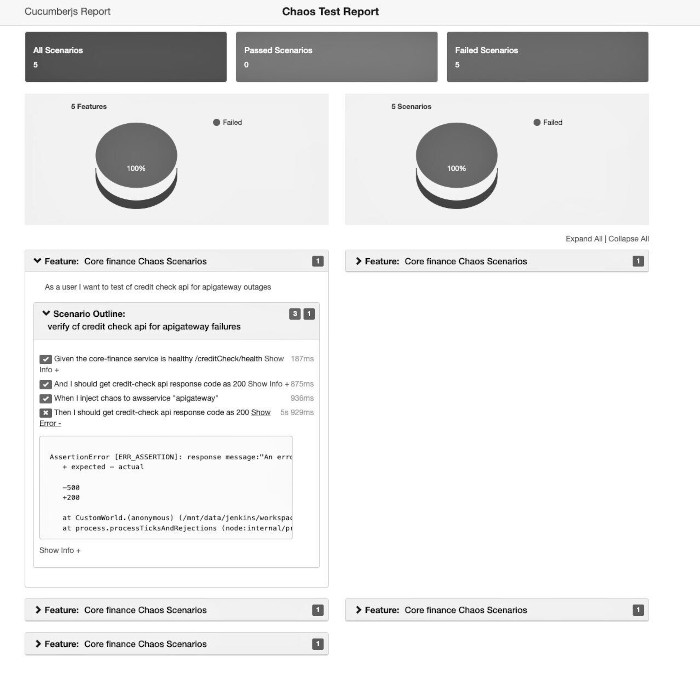 Cucumberjs Report
Chaos Test Report
All Scenarios
5
Passed Scenarios
0
Failed Scenarios
5
5 Features
Failed
100%
5 Scenarios
Failed
100%
Expand All | Collapse All
Feature: Core finance Chaos Scenarios 1
As a user I want to test cf credit check api for apigateway outages
Scenario Outline: 3 1
verify cf credit check api for apigateway failures
Given the core-finance service is healthy /creditCheck/health Show 187ms
Info +
And I should get credit-check api response code as 200 Show Info + 875ms
When I inject chaos to awsservice "apigateway" 936ms
Then I should get credit-check api response code as 200 Show 5s 929ms
Error -
AssertionError [ERR_ASSERTION]: response message:"An erro
+ expected - actual
-500
+200
at CustomWorld.(anonymous) (/mnt/data/jenkins/workspac
at process.processTicksAndRejections (node:internal/pr
Show Info +
Feature: Core finance Chaos Scenarios 1
Feature: Core finance Chaos Scenarios 1
Feature: Core finance Chaos Scenarios 1
Feature: Core finance Chaos Scenarios 1